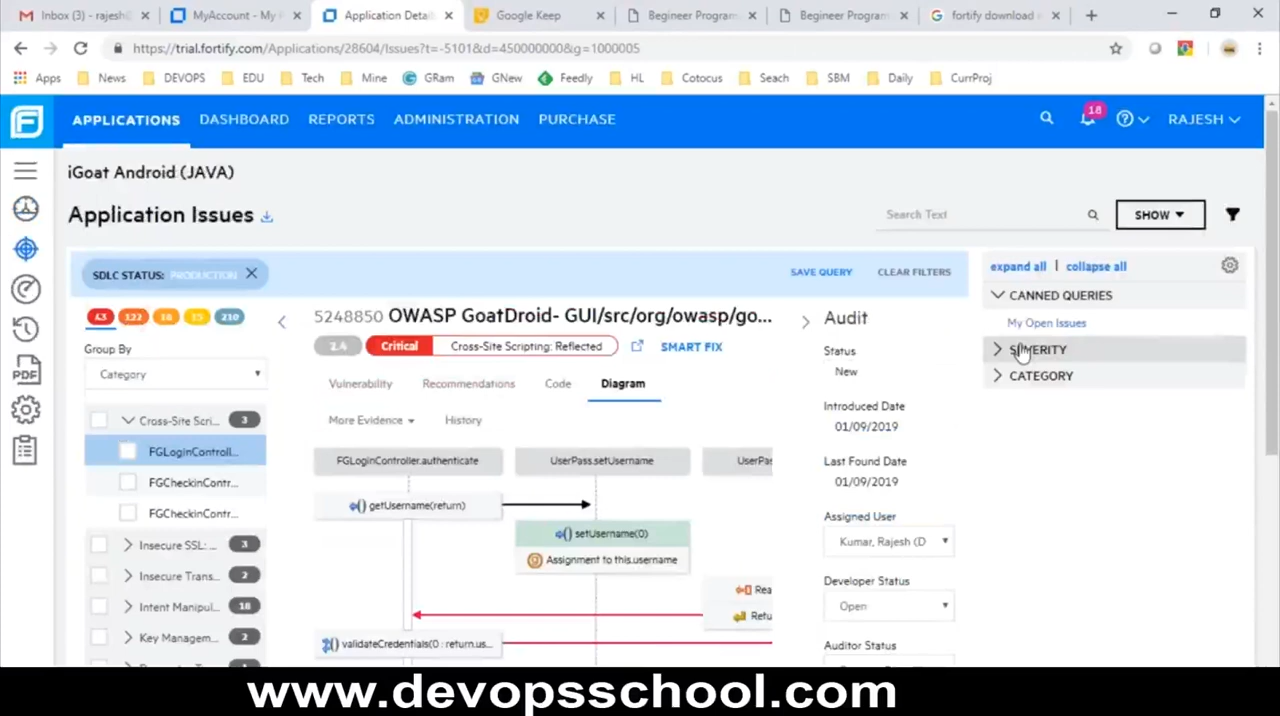 Inbox (18) - rajesh@
MyAccount - My
Application Detai
Google Keep
Begineer Program
Begineer Program
fortify download
https://trial.fortify.com/Applications/28604/Issues?t=-5101&d=450000000&g=1000005
Apps News DEVOPS EDU Tech Mine GRam GNew Feedly HL Cotocus Seach SBM Daily CurrProj
APPLICATIONS DASHBOARD REPORTS ADMINISTRATION PURCHASE 18 RAJESH
iGoat Android (JAVA)
Application Issues
Search Text
SHOW
SDLC STATUS: PRODUCTION
SAVE QUERY CLEAR FILTERS
43 122 210
Group By
Category
Cross-Site Scri... 3
FGLoginControll...
FGCheckinContr...
FGCheckinContr...
Insecure SSL: ... 3
Insecure Trans... 2
Intent Manipul... 18
Key Managem... 2
5248850 OWASP GoatDroid- GUI/src/org/owasp/go...
2.4 Critical Cross-Site Scripting: Reflected SMART FIX
Vulnerability Recommendations Code Diagram
More Evidence History
FGLoginController.authenticate UserPass.setUsername UserPas
getUsername(return)
setUsername(0)
Assignment to this.username
Rea
Retu
validateCredentials(0 : return.us...
Audit
Status
New
Introduced Date
01/09/2019
Last Found Date
01/09/2019
Assigned User
Kumar, Rajesh (D
Developer Status
Open
Auditor Status
expand all | collapse all
CANNED QUERIES
My Open Issues
SEVERITY
CATEGORY
PDF
www.devopsschool.com